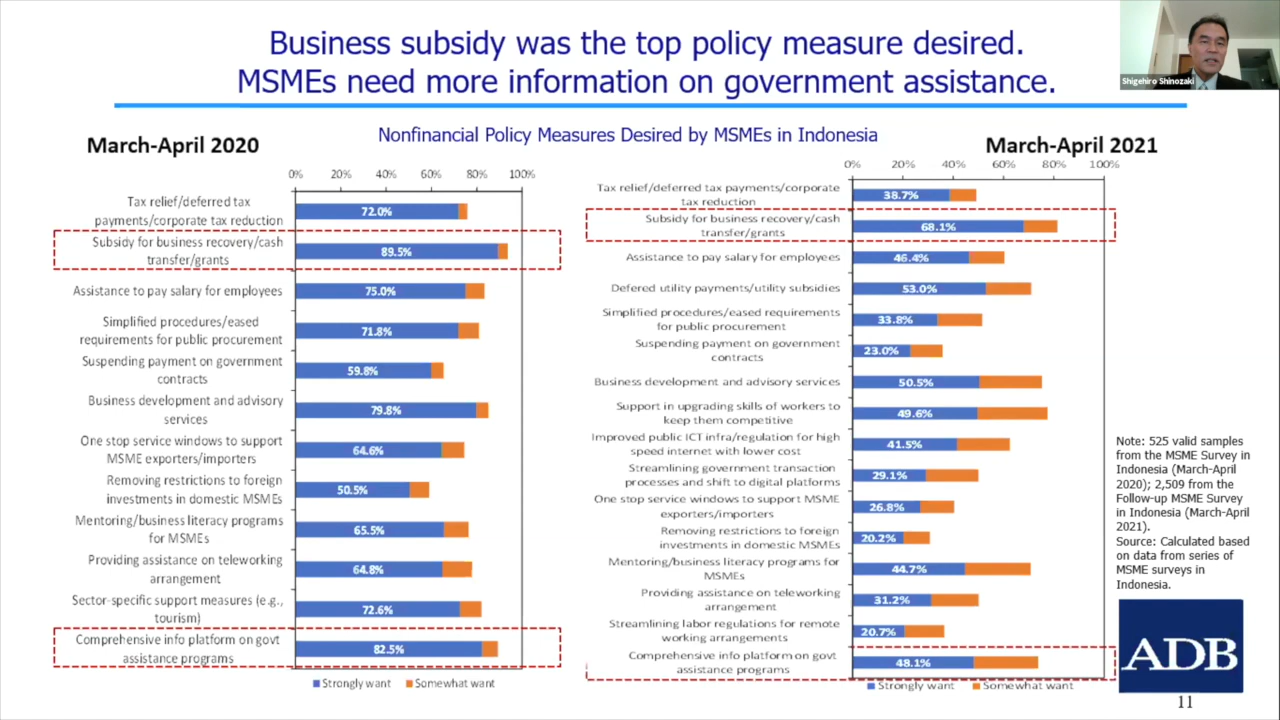 Business subsidy was the top policy measure desired.
MSMEs need more information on government assistance.
Shigehiro Shinozaki
Nonfinancial Policy Measures Desired by MSMEs in Indonesia
March-April 2020
0% 20% 40% 60% 80% 100%
Tax relief/deferred tax
payments/corporate tax reduction
72.0%
Subsidy for business recovery/cash
transfer/grants
89.5%
Assistance to pay salary for employees
75.0%
Simplified procedures/eased
requirements for public procurement
71.8%
Suspending payment on government
contracts
59.8%
Business development and advisory
services
79.8%
One stop service windows to support
MSME exporters/importers
64.6%
Removing restrictions to foreign
investments in domestic MSMEs
50.5%
Mentoring/business literacy programs
for MSMEs
65.5%
Providing assistance on teleworking
arrangement
64.8%
Sector-specific support measures (e.g.,
tourism)
72.6%
Comprehensive info platform on govt
assistance programs
82.5%
Strongly want Somewhat want
March-April 2021
0% 20% 40% 60% 80% 100%
Tax relief/deferred tax payments/corporate
tax reduction
38.7%
Subsidy for business recovery/cash
transfer/grants
68.1%
Assistance to pay salary for employees
46.4%
Defered utility payments/utility subsidies
53.0%
Simplified procedures/eased requirements
for public procurement
33.8%
Suspending payment on government
contracts
23.0%
Business development and advisory services
50.5%
Support in upgrading skills of workers to
keep them competitive
49.6%
Improved public ICT infra/regulation for high
speed internet with lower cost
41.5%
Streamlining government transaction
processes and shift to digital platforms
29.1%
One stop service windows to support MSME
exporters/importers
26.8%
Removing restrictions to foreign
investments in domestic MSMEs
20.2%
Mentoring/business literacy programs for
MSMEs
44.7%
Providing assistance on teleworking
arrangement
31.2%
Streamlining labor regulations for remote
working arrangements
20.7%
Comprehensive info platform on govt
assistance programs
48.1%
Strongly want Somewhat want
Note: 525 valid samples
from the MSME Survey in
Indonesia (March-April
2020); 2,509 from the
Follow-up MSME Survey
in Indonesia (March-April
2021).
Source: Calculated based
on data from series of
MSME surveys in
Indonesia.
ADB
11